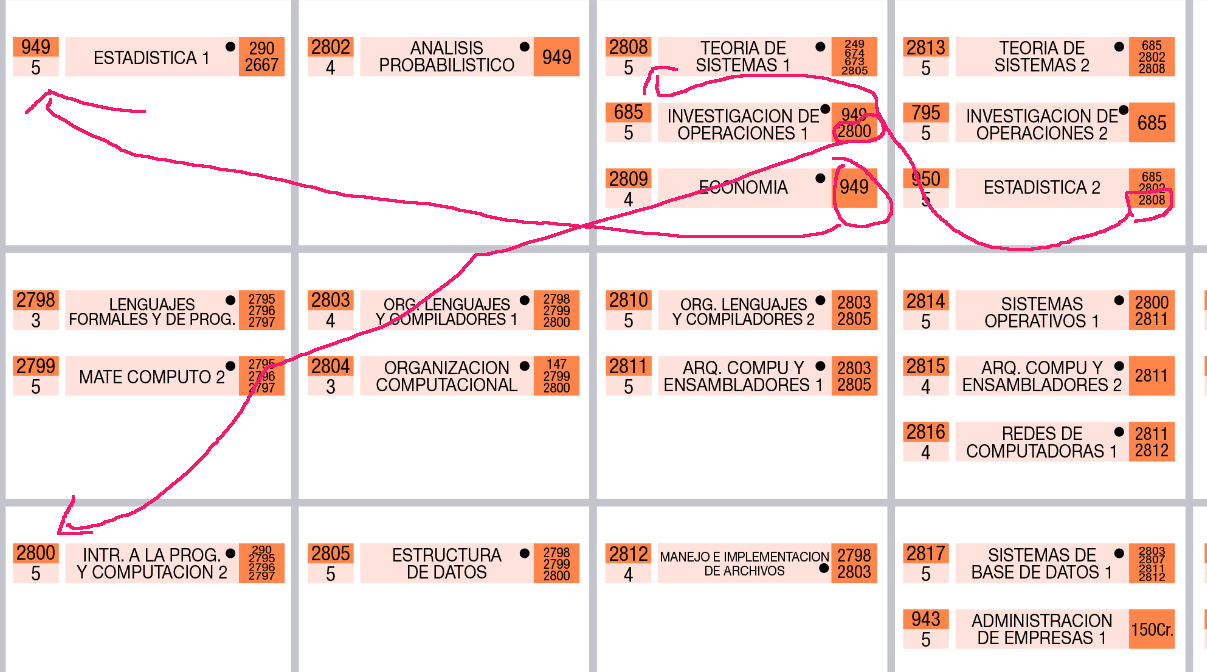 949
5
ESTADISTICA 1
290
2667
2802
4
ANALISIS
PROBABILISTICO
949
2808
5
TEORIA DE
SISTEMAS 1
249
674
673
2805
2813
5
TEORIA DE
SISTEMAS 2
685
2802
2808
685
5
INVESTIGACION DE
OPERACIONES 1
949
2800
795
5
INVESTIGACION DE
OPERACIONES 2
685
2809
4
ECONOMIA
949
950
5
ESTADISTICA 2
685
2802
2808
2798
3
LENGUAJES
FORMALES Y DE PROG.
2795
2796
2797
2803
4
ORG. LENGUAJES
Y COMPILADORES 1
2798
2799
2800
2810
5
ORG. LENGUAJES
Y COMPILADORES 2
2803
2805
2814
5
SISTEMAS
OPERATIVOS 1
2800
2811
2799
5
MATE COMPUTO 2
2795
2796
2797
2804
3
ORGANIZACION
COMPUTACIONAL
147
2799
2800
2811
5
ARQ. COMPU Y
ENSAMBLADORES 1
2803
2805
2815
4
ARQ. COMPU Y
ENSAMBLADORES 2
2811
2816
4
REDES DE
COMPUTADORAS 1
2811
2812
2800
5
INTR. A LA PROG.
Y COMPUTACION 2
290
2795
2796
2797
2805
5
ESTRUCTURA
DE DATOS
2798
2799
2800
2812
4
MANEJO E IMPLEMENTACION
DE ARCHIVOS
2798
2803
2817
5
SISTEMAS DE
BASE DE DATOS 1
2803
2807
2811
2812
943
5
ADMINISTRACION
DE EMPRESAS 1
150Cr.